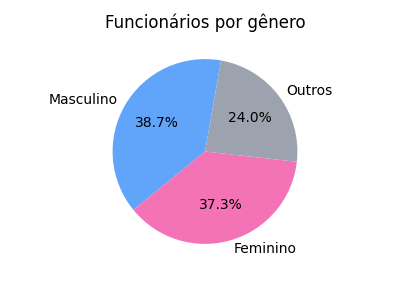 Funcionários por gênero
Masculino
38.7%
Outros
24.0%
37.3%
Feminino